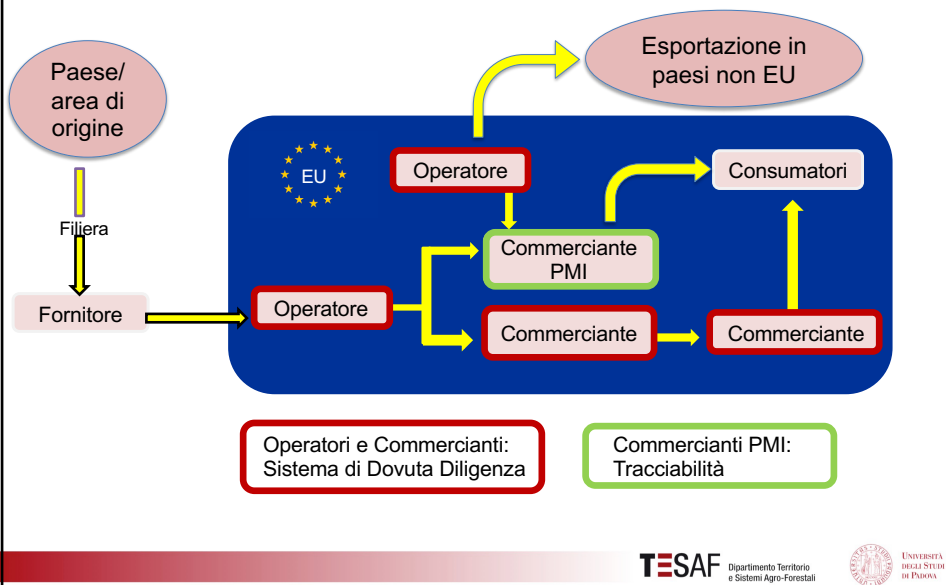 Esportazione in
paesi non EU
Paese/
area di
origine
EU
Operatore
Consumatori
Filiera
Commerciante
PMI
Fornitore
Operatore
Commerciante
Commerciante
Operatori e Commercianti:
Sistema di Dovuta Diligenza
Commercianti PMI:
Tracciabilità
TESAF
Dipartimento Territorio
e Sistemi Agro-Forestali
UNIVERSITÀ
DEGLI STUDI
DI PADOVA